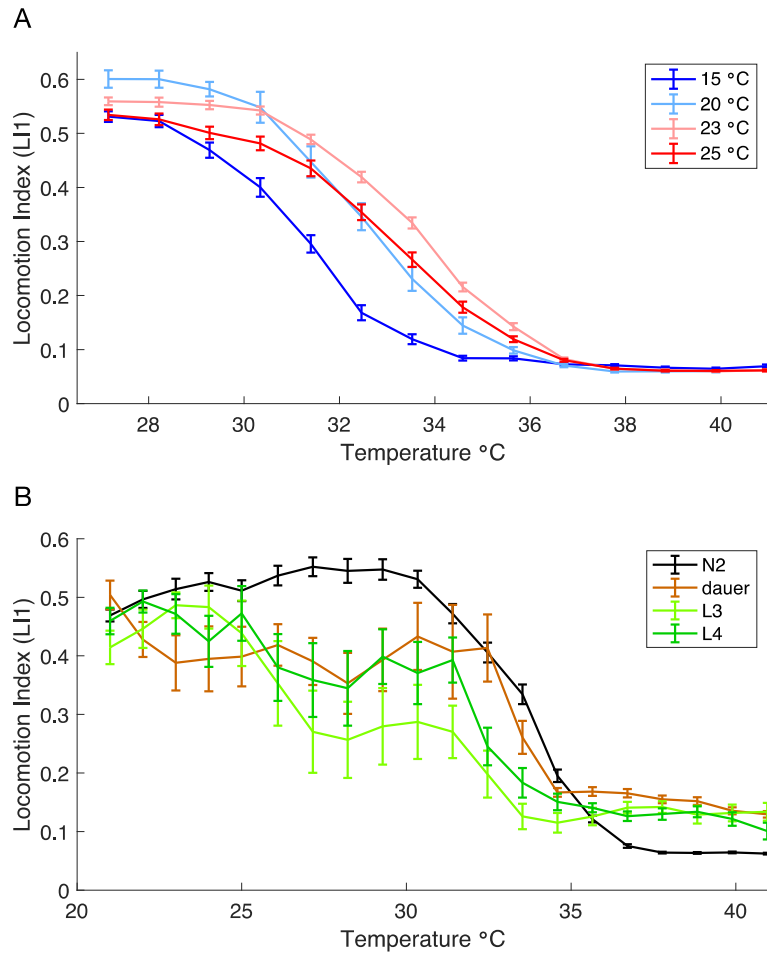 A
Locomotion Index (LI1)
0.6
0.5
0.4
0.3
0.2
0.1
0
28
30
32
34
36
38
40
Temperature °C
15 °C
20 °C
23 °C
25 °C
B
Locomotion Index (LI1)
0.6
0.5
0.4
0.3
0.2
0.1
0
20
25
30
35
40
Temperature °C
N2
dauer
L3
L4